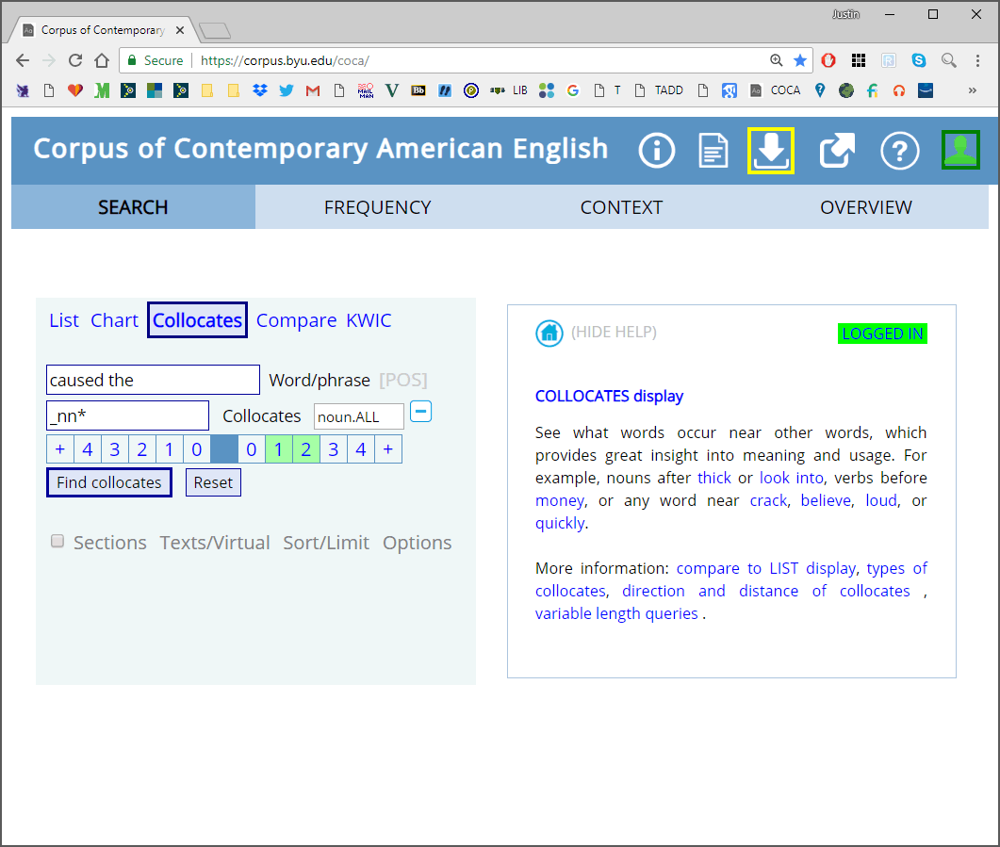 Justin
Corpus of Contemporary
Secure https://corpus.byu.edu/coca/
LIB T TADD COCA »
Corpus of Contemporary American English
SEARCH FREQUENCY CONTEXT OVERVIEW
List Chart Collocates Compare KWIC
caused the Word/phrase [POS]
_nn* Collocates noun.ALL
+ 4 3 2 1 0 0 1 2 3 4 +
Find collocates Reset
Sections Texts/Virtual Sort/Limit Options
(HIDE HELP) LOGGED IN
COLLOCATES display
See what words occur near other words, which
provides great insight into meaning and usage. For
example, nouns after thick or look into, verbs before
money, or any word near crack, believe, loud, or
quickly.
More information: compare to LIST display, types of
collocates, direction and distance of collocates ,
variable length queries .